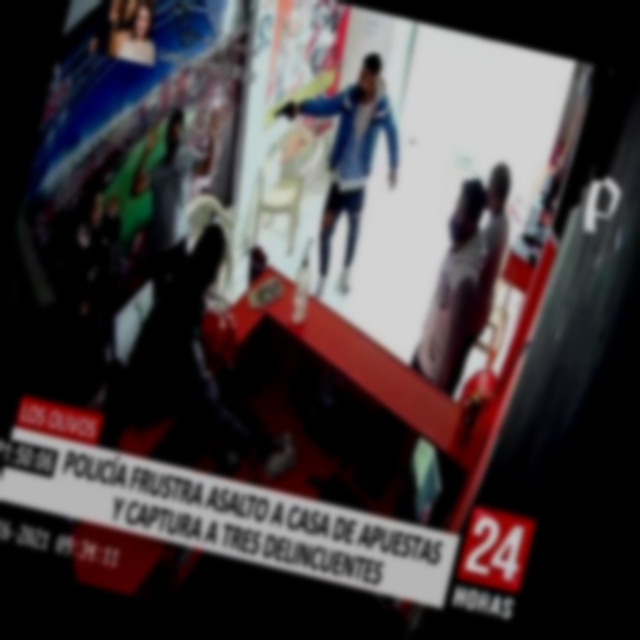 P
LOS OLIVOS
POLICÍA FRUSTRA ASALTO A CASA DE APUESTAS
Y CAPTURA A TRES DELINCUENTES
24
HORAS